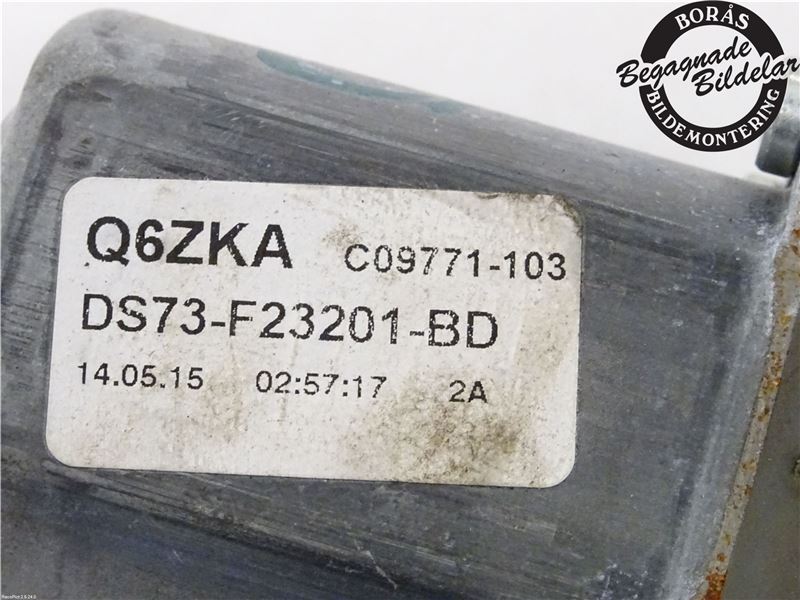 BORÅS
Begagnade
Bildelar
BILDEMONTERING
Q6ZKA C09771-103
DS73-F23201-BD
14.05.15 02:57:17 2A